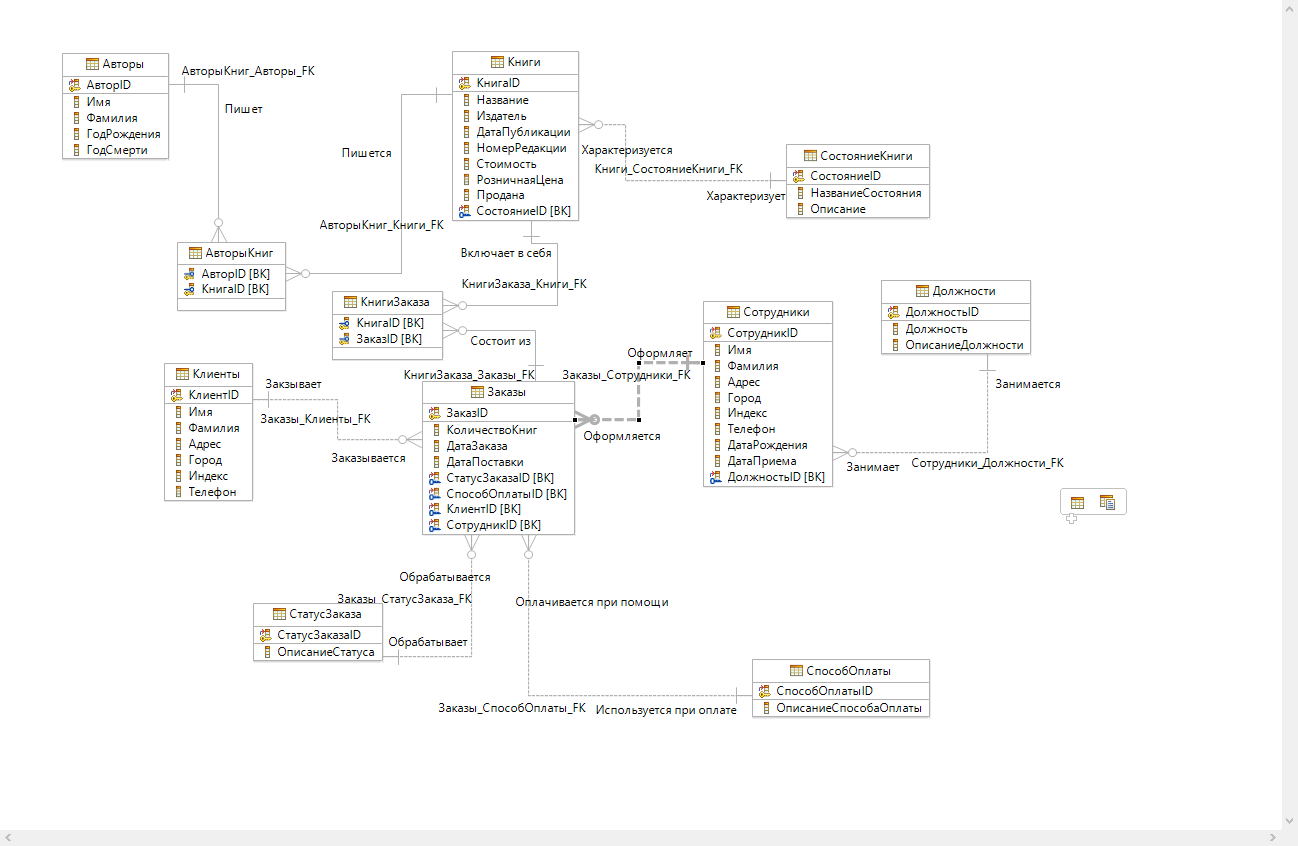 Авторы
АвторID
Имя
Фамилия
ГодРождения
ГодСмерти
АвторыКниг_Авторы_FK
Пишет
Книги
КнигаID
Название
Издатель
ДатаПубликации
НомерРедакции
Стоимость
РозничнаяЦена
Продана
СостояниеID [ВК]
Пишется
АвторыКниг_Книги_FK
Характеризуется
Книги_СостояниеКниги_FK
Характеризует
СостояниеКниги
СостояниеID
НазваниеСостояния
Описание
АвторыКниг
АвторID [ВК]
КнигаID [ВК]
Включает в себя
КнигиЗаказа_Книги_FK
КнигиЗаказа
КнигаID [ВК]
ЗаказID [ВК]
Состоит из
КнигиЗаказа_Заказы_FK
Сотрудники
СотрудникID
Имя
Фамилия
Адрес
Город
Индекс
Телефон
ДатаРождения
ДатаПриема
ДолжностьID [ВК]
Должности
ДолжностьID
Должность
ОписаниеДолжности
Занимается
Занимает
Сотрудники_Должности_FK
Оформляет
Заказы_Сотрудники_FK
Оформляется
Клиенты
КлиентID
Имя
Фамилия
Адрес
Город
Индекс
Телефон
Закзывает
Заказы_Клиенты_FK
Заказывается
Заказы
ЗаказID
КоличествоКниг
ДатаЗаказа
ДатаПоставки
СтатусЗаказаID [ВК]
СпособОплатыID [ВК]
КлиентID [ВК]
СотрудникID [ВК]
Обрабатывается
Заказы_СтатусЗаказа_FK
Обрабатывает
СтатусЗаказа
СтатусЗаказаID
ОписаниеСтатуса
Оплачивается при помощи
Заказы_СпособОплаты_FK
Используется при оплате
СпособОплаты
СпособОплатыID
ОписаниеСпособаОплаты